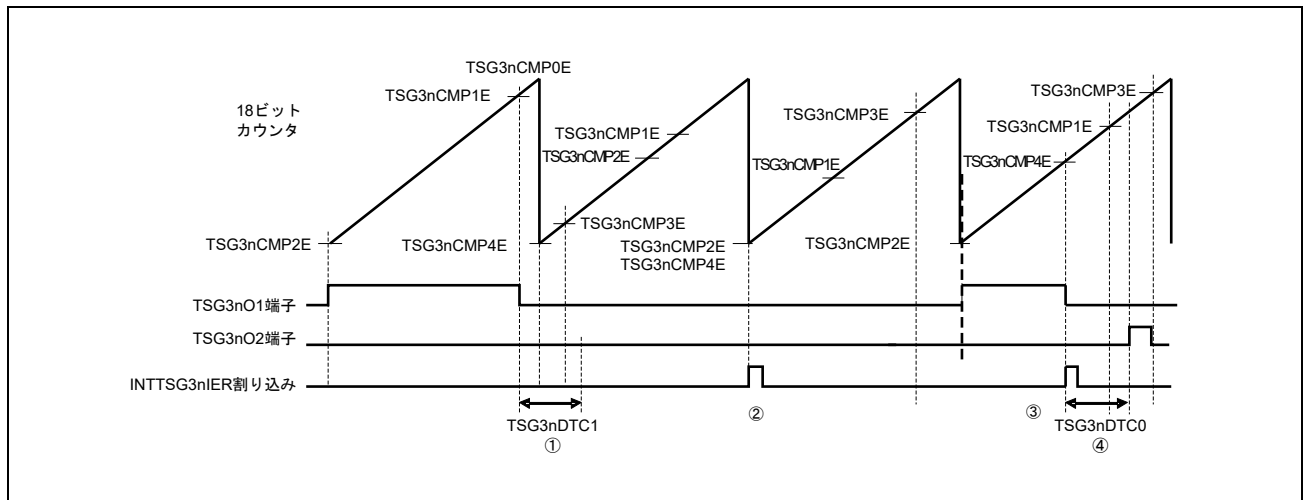 TSG3nCMP0E
TSG3nCMP1E
18ビット
カウンタ
TSG3nCMP2E
TSG3nCMP4E
TSG3nCMP1E
TSG3nCMP2E
TSG3nCMP3E
TSG3nCMP2E
TSG3nCMP4E
TSG3nCMP3E
TSG3nCMP1E
TSG3nCMP2E
TSG3nCMP3E
TSG3nCMP1E
TSG3nCMP4E
TSG3nO1端子
TSG3nO2端子
INTTSG3nIER割り込み
TSG3nDTC1
①
②
③
TSG3nDTC0
④